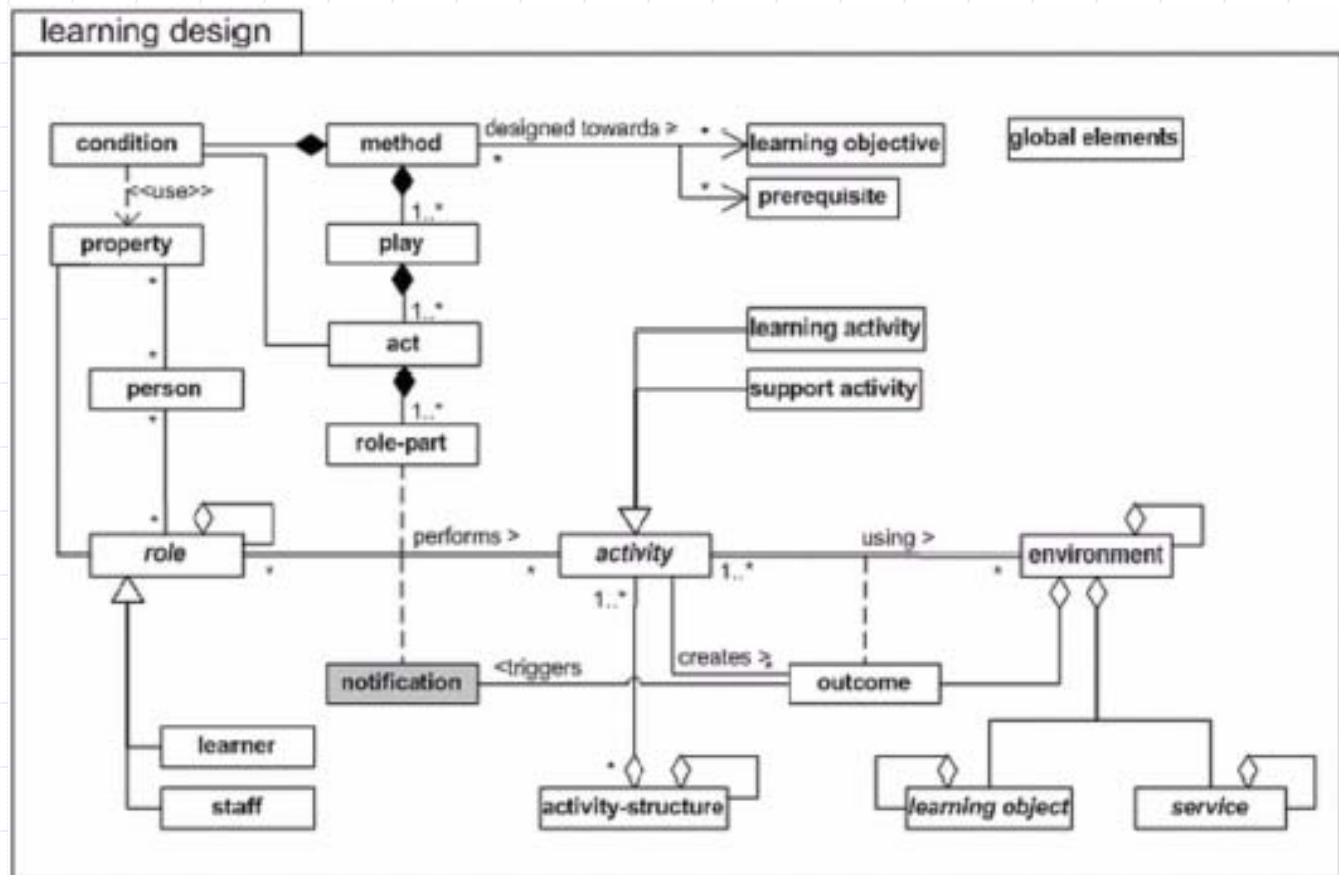 learning design
condition
method
designed towards >
*
*
learning objective
global elements
<<use>>
*
prerequisite
1..*
property
play
*
1..*
learning activity
act
*
person
support activity
*
1..*
role-part
*
performs >
using >
role
activity
environment
*
*
1..*
*
1..*
creates >
*
<triggers
notification
outcome
learner
*
staff
activity-structure
learning object
service